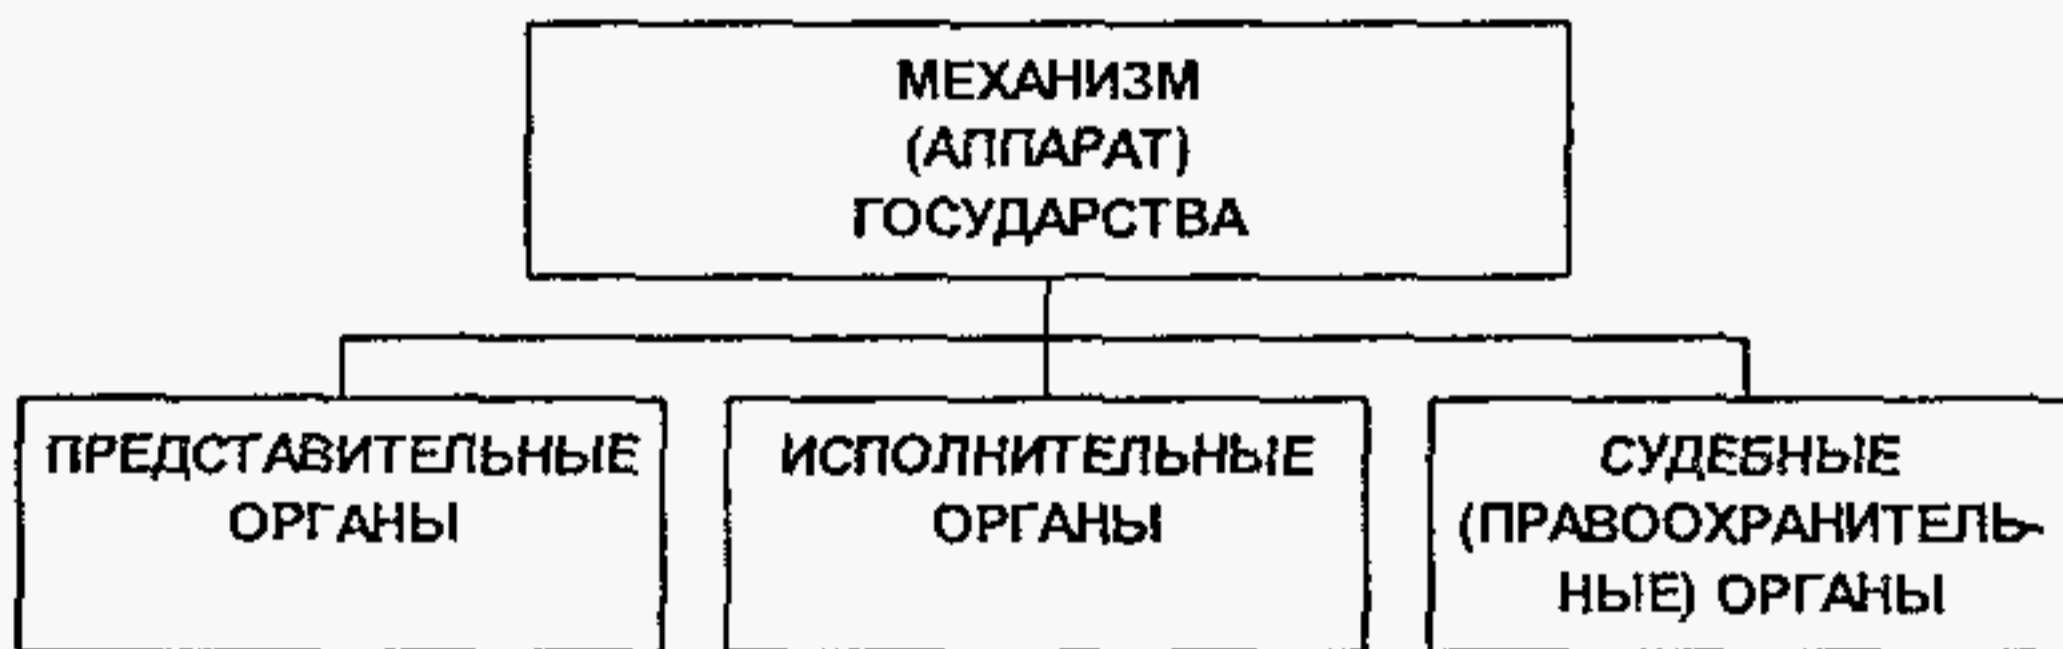 МЕХАНИЗМ
(АППАРАТ)
ГОСУДАРСТВА
ПРЕДСТАВИТЕЛЬНЫЕ
ОРГАНЫ
ИСПОЛНИТЕЛЬНЫЕ
ОРГАНЫ
СУДЕБНЫЕ
(ПРАВООХРАНИТЕЛЬ-
НЫЕ) ОРГАНЫ